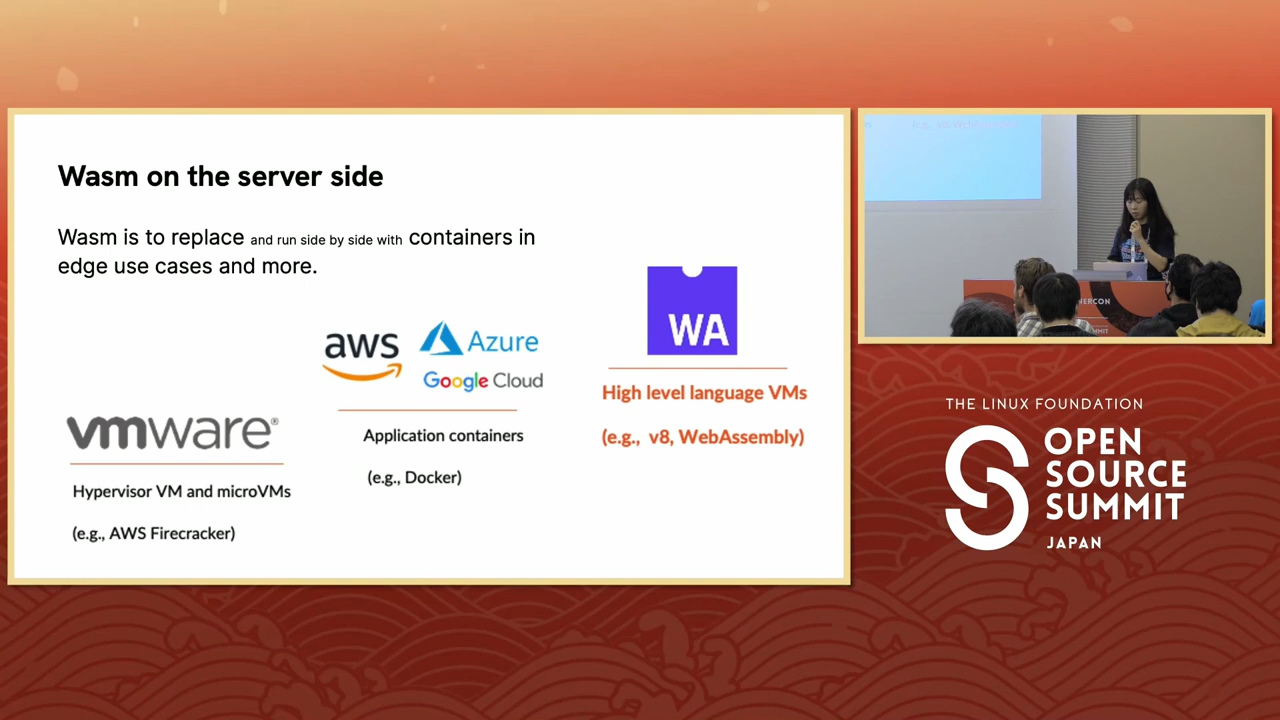 Wasm on the server side
Wasm is to replace and run side by side with containers in
edge use cases and more.
WA
aws
Azure
Google Cloud
High level language VMs
(e.g., v8, WebAssembly)
vmware®
Application containers
(e.g., Docker)
Hypervisor VM and microVMs
(e.g., AWS Firecracker)
THE LINUX FOUNDATION
OPEN
SOURCE
SUMMIT
JAPAN